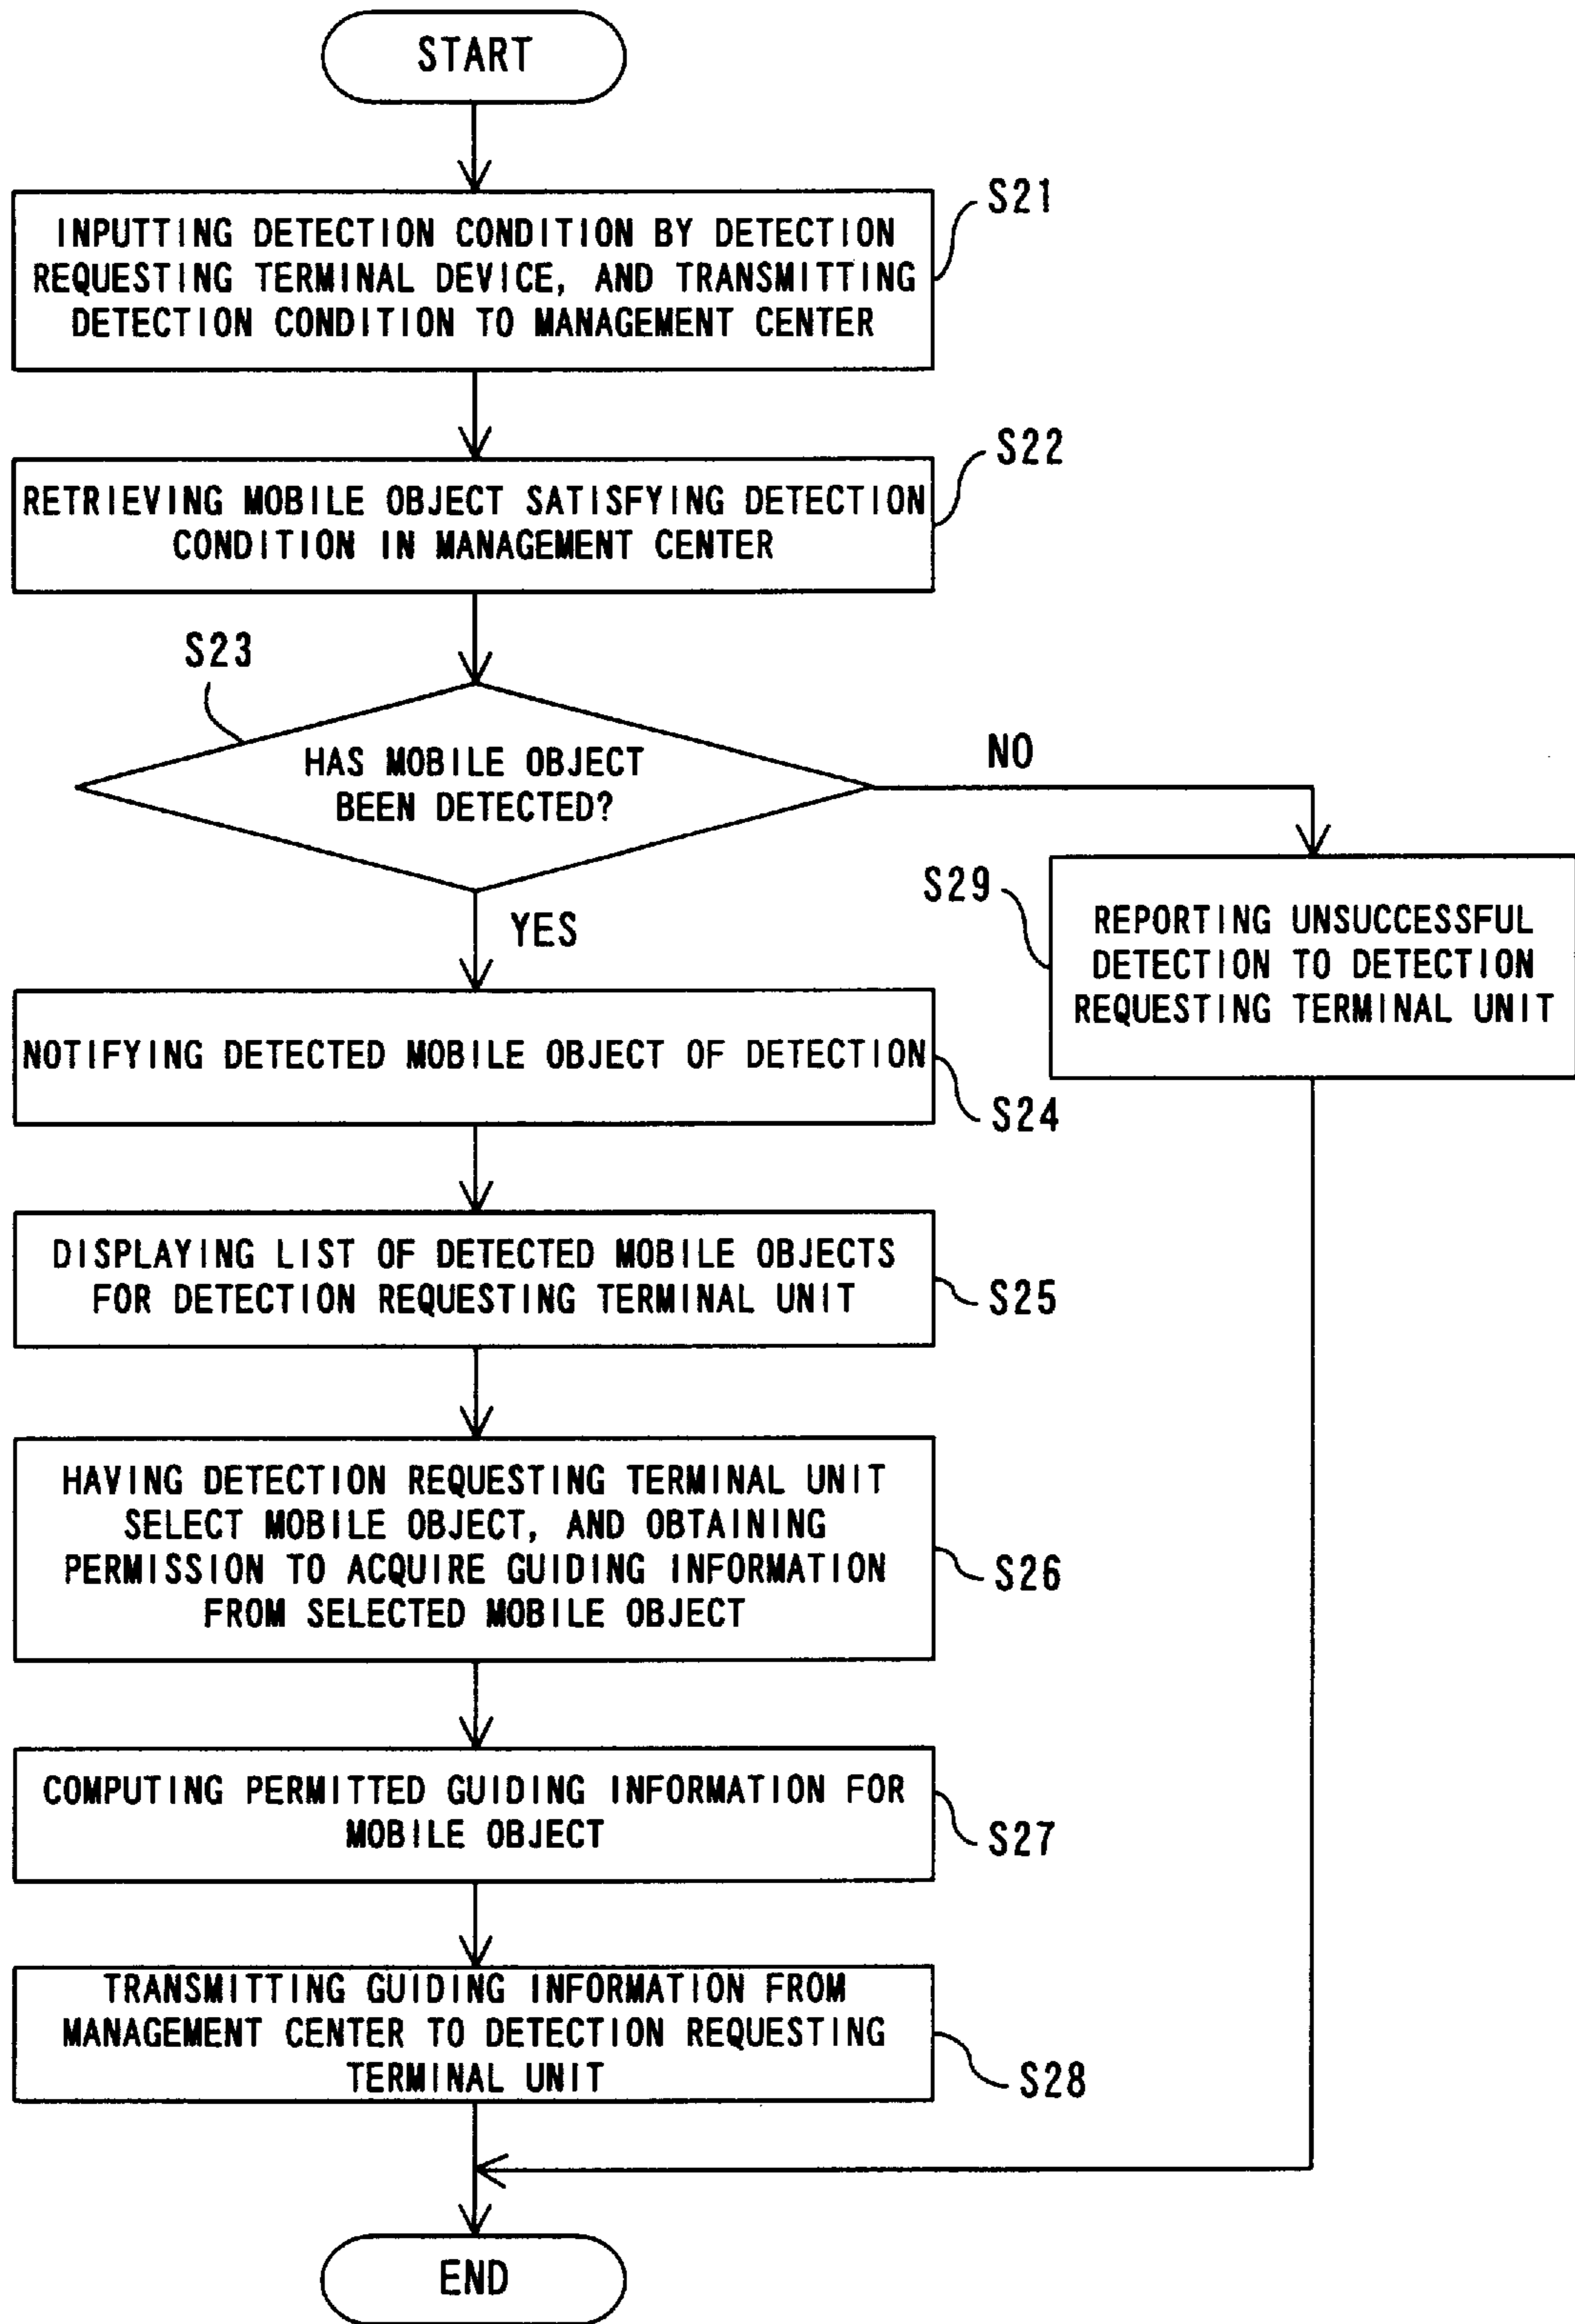 START
S21
INPUTTING DETECTION CONDITION BY DETECTION
REQUESTING TERMINAL DEVICE, AND TRANSMITTING
DETECTION CONDITION TO MANAGEMENT CENTER
S22
RETRIEVING MOBILE OBJECT SATISFYING DETECTION
CONDITION IN MANAGEMENT CENTER
S23
HAS MOBILE OBJECT
BEEN DETECTED?
NO
YES
S29
REPORTING UNSUCCESSFUL
DETECTION TO DETECTION
REQUESTING TERMINAL UNIT
NOTIFYING DETECTED MOBILE OBJECT OF DETECTION
S24
DISPLAYING LIST OF DETECTED MOBILE OBJECTS
FOR DETECTION REQUESTING TERMINAL UNIT
S25
HAVING DETECTION REQUESTING TERMINAL UNIT
SELECT MOBILE OBJECT, AND OBTAINING
PERMISSION TO ACQUIRE GUIDING INFORMATION
FROM SELECTED MOBILE OBJECT
S26
COMPUTING PERMITTED GUIDING INFORMATION FOR
MOBILE OBJECT
S27
TRANSMITTING GUIDING INFORMATION FROM
MANAGEMENT CENTER TO DETECTION REQUESTING
TERMINAL UNIT
S28
END